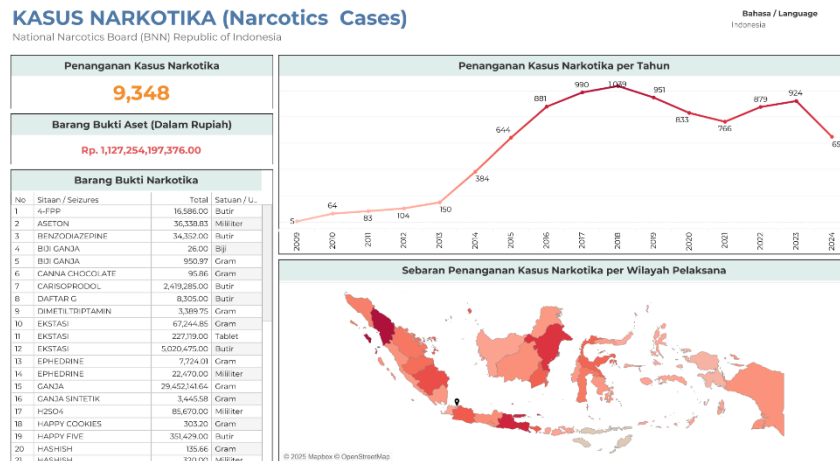 KASUS NARKOTIKA (Narcotics Cases)
National Narcotics Board (BNN) Republic of Indonesia
Bahasa / Language
Indonesia
Penanganan Kasus Narkotika
9,348
Barang Bukti Aset (Dalam Rupiah)
Rp. 1,127,254,197,376.00
Barang Bukti Narkotika
No Sitaan / Seizures Total Satuan / U..
1 4-FPP 16,586.00 Butir
2 ASETON 36,338.83 Mililiter
3 BENZODIAZEPINE 34,352.00 Butir
4 BIJI GANJA 26.00 Biji
5 BIJI GANJA 950.97 Gram
6 CANNA CHOCOLATE 95.86 Gram
7 CARISOPRODOL 2,419,285.00 Butir
8 DAFTAR G 8,305.00 Butir
9 DIMETILTRIPTAMIN 3,389.75 Gram
10 EKSTASI 67,244.85 Gram
11 EKSTASI 227,119.00 Tablet
12 EKSTASI 5,020,475.00 Butir
13 EPHEDRINE 7,724.01 Gram
14 EPHEDRINE 22,470.00 Mililiter
15 GANJA 29,452,141.64 Gram
16 GANJA SINTETIK 3,445.58 Gram
17 H2SO4 85,670.00 Mililiter
18 HAPPY COOKIES 303.20 Gram
19 HAPPY FIVE 351,429.00 Butir
20 HASHISH 135.66 Gram
21 HASHISH 320.00 Mililiter
Penanganan Kasus Narkotika per Tahun
5 64 83 104 150 384 644 881 990 1039 951 833 766 879 924
2009 2010 2011 2012 2013 2014 2015 2016 2017 2018 2019 2020 2021 2022 2023 2024
Sebaran Penanganan Kasus Narkotika per Wilayah Pelaksana
© 2025 Mapbox © OpenStreetMap